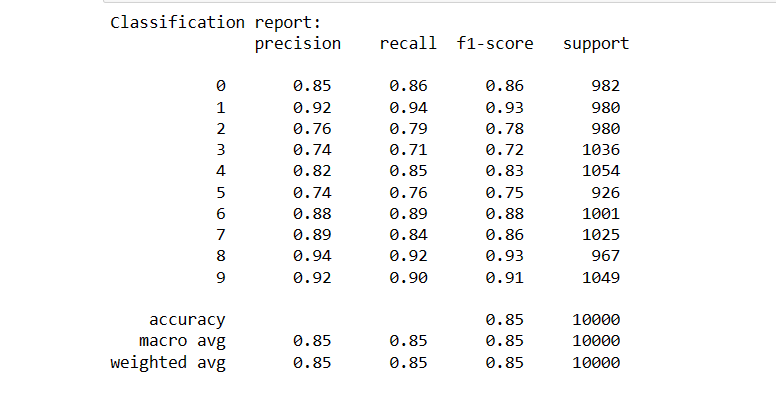 Classification report:
precision recall f1-score support
0 0.85 0.86 0.86 982
1 0.92 0.94 0.93 980
2 0.76 0.79 0.78 980
3 0.74 0.71 0.72 1036
4 0.82 0.85 0.83 1054
5 0.74 0.76 0.75 926
6 0.88 0.89 0.88 1001
7 0.89 0.84 0.86 1025
8 0.94 0.92 0.93 967
9 0.92 0.90 0.91 1049
accuracy 0.85 10000
macro avg 0.85 0.85 0.85 10000
weighted avg 0.85 0.85 0.85 10000